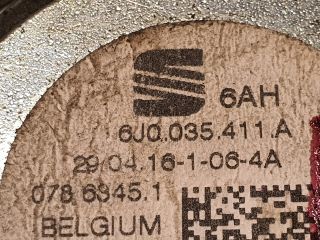 6AH
6J0.035.411.A
29.04.16-1-06-4A
078 6345.1
BELGIUM